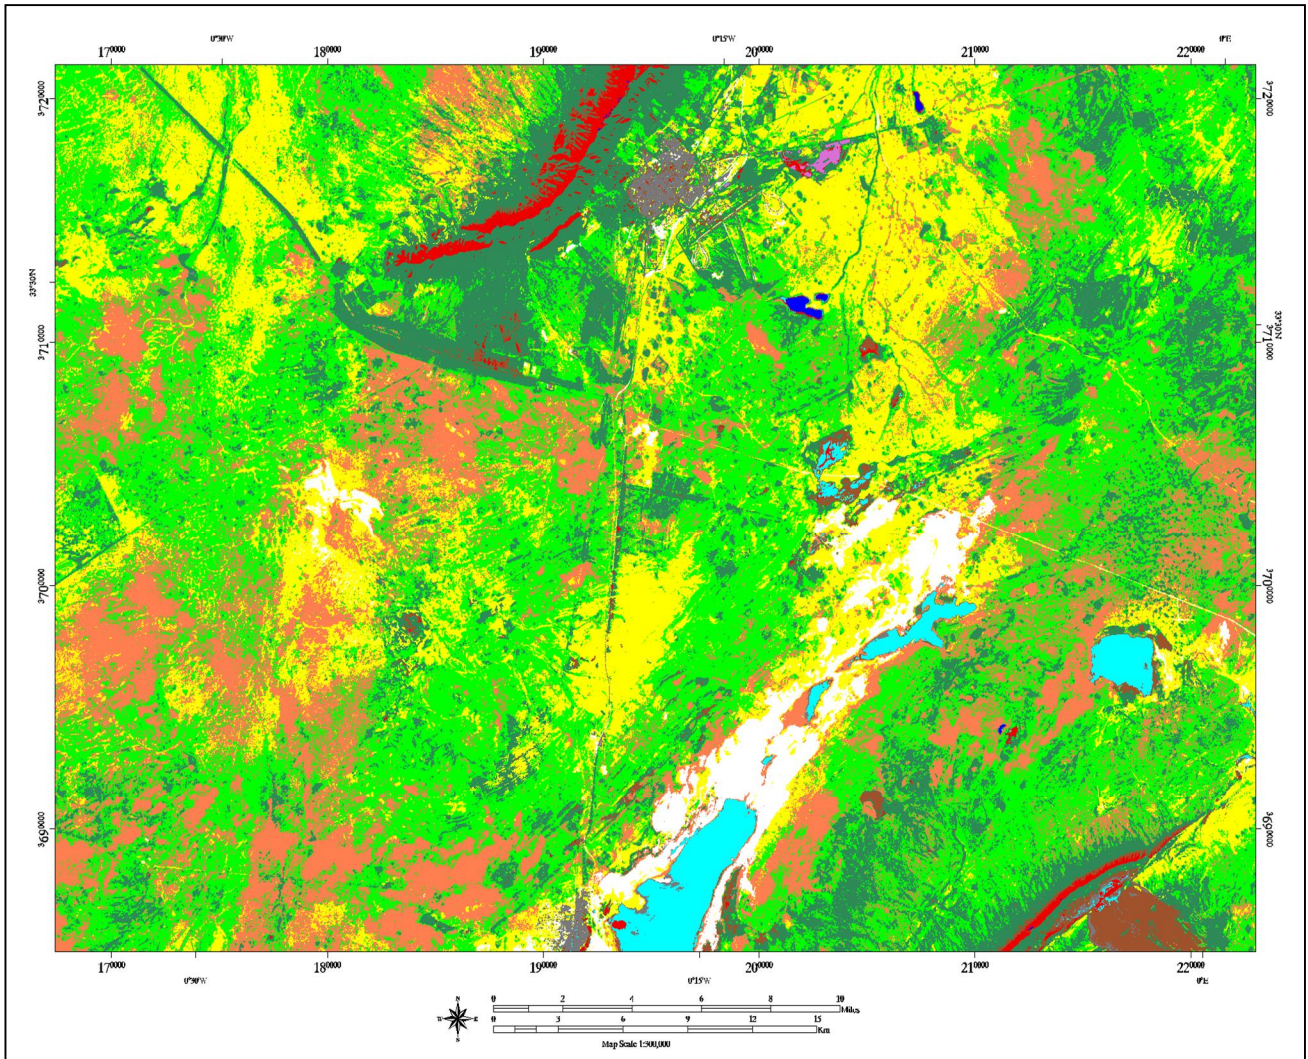 0°30'W 0°15'W 0°E
170000 180000 190000 200000 210000 220000
3720000 3720000
33°30'N
33°30'N
3710000 3710000
3700000 3700000
3690000 3690000
170000 180000 190000 200000 210000 220000
0°30'W 0°15'W 0°E
N
W E
S
0 2 4 6 8 10
Miles
0 3 6 9 12 15
Km
Map Scale 1:300,000